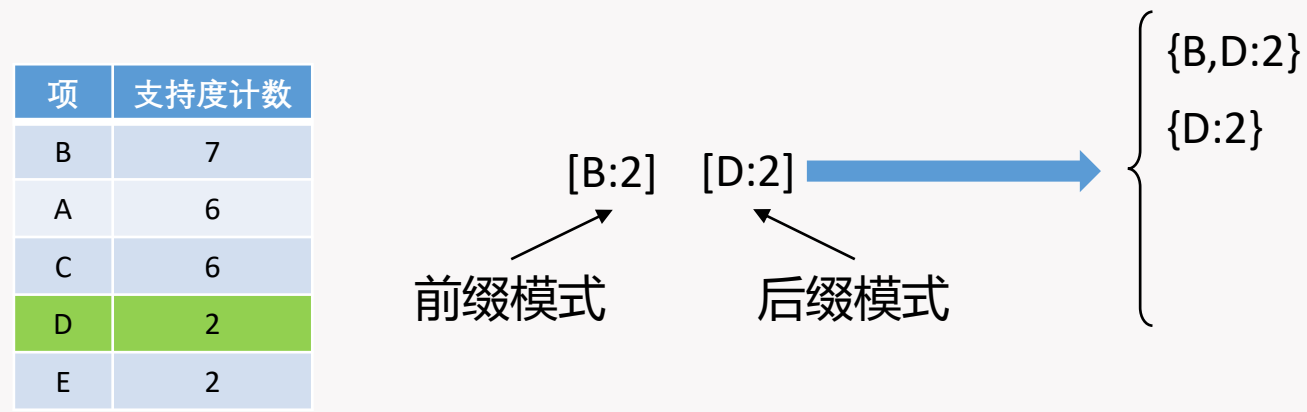 项 支持度计数
B 7
A 6
C 6
D 2
E 2
[B:2] [D:2]
前缀模式 后缀模式
{B,D:2}
{D:2}